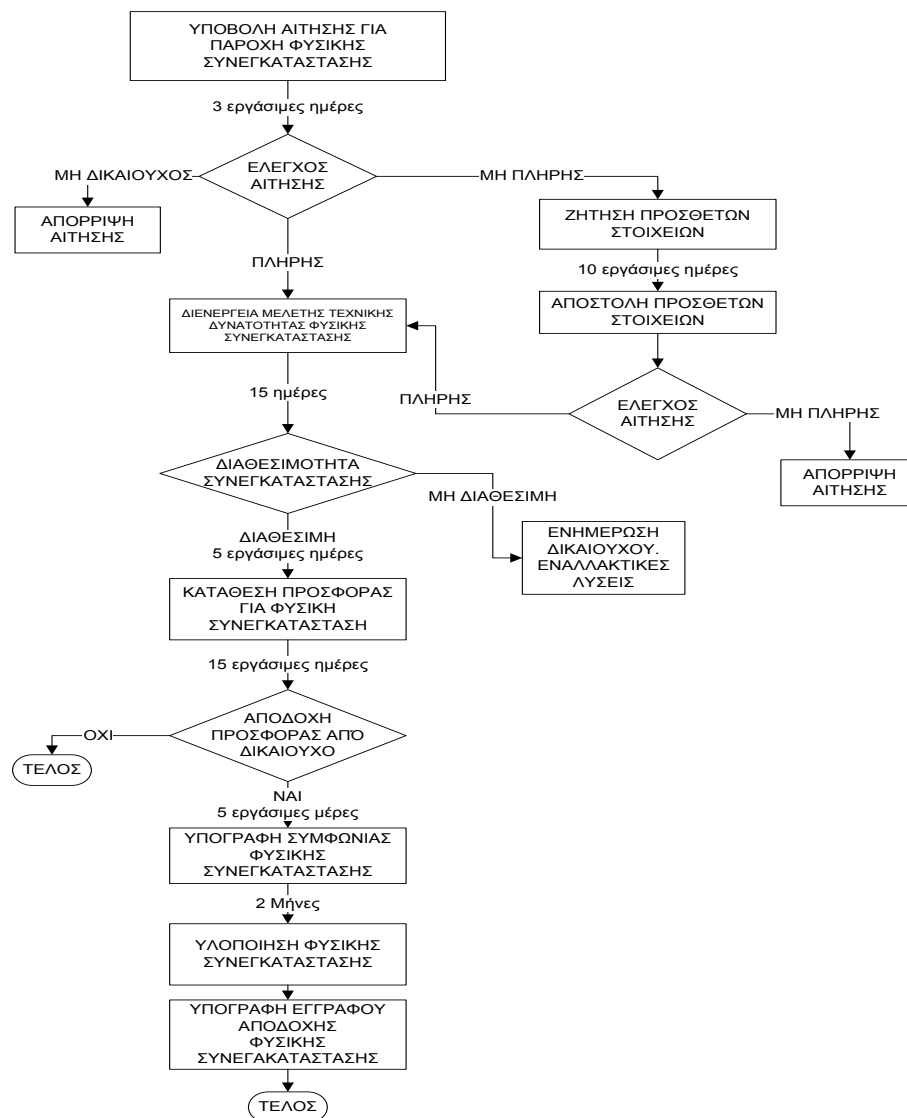 ΥΠΟΒΟΛΗ ΑΙΤΗΣΗΣ ΓΙΑ
ΠΑΡΟΧΗ ΦΥΣΙΚΗΣ
ΣΥΝΕΓΚΑΤΑΣΤΑΣΗΣ
3 εργάσιμες ημέρες
ΕΛΕΓΧΟΣ
ΑΙΤΗΣΗΣ
ΜΗ ΔΙΚΑΙΟΥΧΟΣ
ΜΗ ΠΛΗΡΗΣ
ΑΠΟΡΡΙΨΗ
ΑΙΤΗΣΗΣ
ΖΗΤΗΣΗ ΠΡΟΣΘΕΤΩΝ
ΣΤΟΙΧΕΙΩΝ
ΠΛΗΡΗΣ
10 εργάσιμες ημέρες
ΑΠΟΣΤΟΛΗ ΠΡΟΣΘΕΤΩΝ
ΣΤΟΙΧΕΙΩΝ
ΔΙΕΝΕΡΓΕΙΑ ΜΕΛΕΤΗΣ ΤΕΧΝΙΚΗΣ
ΔΥΝΑΤΟΤΗΤΑΣ ΦΥΣΙΚΗΣ
ΣΥΝΕΓΚΑΤΑΣΤΑΣΗΣ
15 ημέρες
ΠΛΗΡΗΣ
ΕΛΕΓΧΟΣ
ΑΙΤΗΣΗΣ
ΜΗ ΠΛΗΡΗΣ
ΑΠΟΡΡΙΨΗ
ΑΙΤΗΣΗΣ
ΔΙΑΘΕΣΙΜΟΤΗΤΑ
ΣΥΝΕΓΚΑΤΑΣΤΑΣΗΣ
ΜΗ ΔΙΑΘΕΣΙΜΗ
ΕΝΗΜΕΡΩΣΗ
ΔΙΚΑΙΟΥΧΟΥ.
ΕΝΑΛΛΑΚΤΙΚΕΣ
ΛΥΣΕΙΣ
ΔΙΑΘΕΣΙΜΗ
5 εργάσιμες ημέρες
ΚΑΤΑΘΕΣΗ ΠΡΟΣΦΟΡΑΣ
ΓΙΑ ΦΥΣΙΚΗ
ΣΥΝΕΓΚΑΤΑΣΤΑΣΗ
15 εργάσιμες ημέρες
ΑΠΟΔΟΧΗ
ΠΡΟΣΦΟΡΑΣ ΑΠΌ
ΔΙΚΑΙΟΥΧΟ
ΟΧΙ
ΤΕΛΟΣ
ΝΑΙ
5 εργάσιμες μέρες
ΥΠΟΓΡΑΦΗ ΣΥΜΦΩΝΙΑΣ
ΦΥΣΙΚΗΣ
ΣΥΝΕΓΚΑΤΑΣΤΑΣΗΣ
2 Μήνες
ΥΛΟΠΟΙΗΣΗ ΦΥΣΙΚΗΣ
ΣΥΝΕΓΚΑΤΑΣΤΑΣΗΣ
ΥΠΟΓΡΑΦΗ ΕΓΓΡΑΦΟΥ
ΑΠΟΔΟΧΗΣ
ΦΥΣΙΚΗΣ
ΣΥΝΕΓΑΚΑΤΑΣΤΑΣΗΣ
ΤΕΛΟΣ